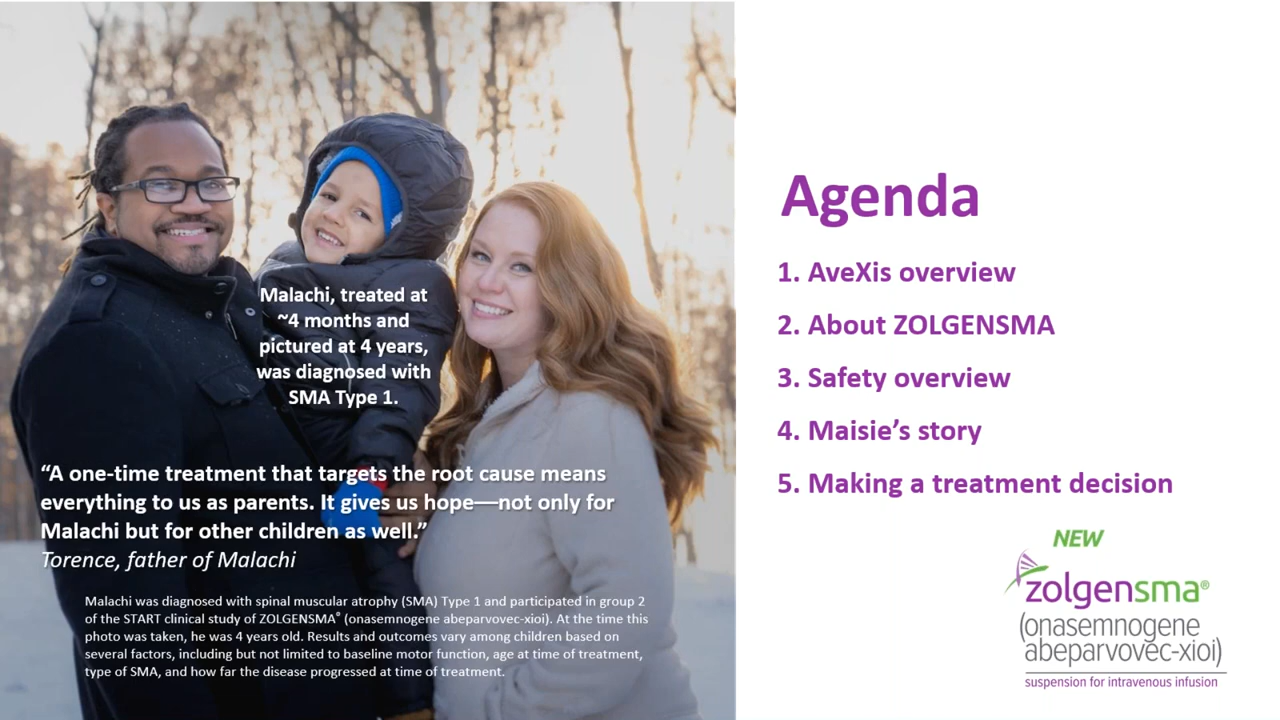 Malachi, treated at
~4 months and
pictured at 4 years,
was diagnosed with
SMA Type 1.
“A one-time treatment that targets the root cause means
everything to us as parents. It gives us hope—not only for
Malachi but for other children as well.”
Torence, father of Malachi
Malachi was diagnosed with spinal muscular atrophy (SMA) Type 1 and participated in group 2
of the START clinical study of ZOLGENSMA® (onasemnogene abeparvovec-xioi). At the time this
photo was taken, he was 4 years old. Results and outcomes vary among children based on
several factors, including but not limited to baseline motor function, age at time of treatment,
type of SMA, and how far the disease progressed at time of treatment.
Agenda
1. AveXis overview
2. About ZOLGENSMA
3. Safety overview
4. Maisie’s story
5. Making a treatment decision
NEW
zolgensma®
(onasemnogene
abeparvovec-xioi)
suspension for intravenous infusion